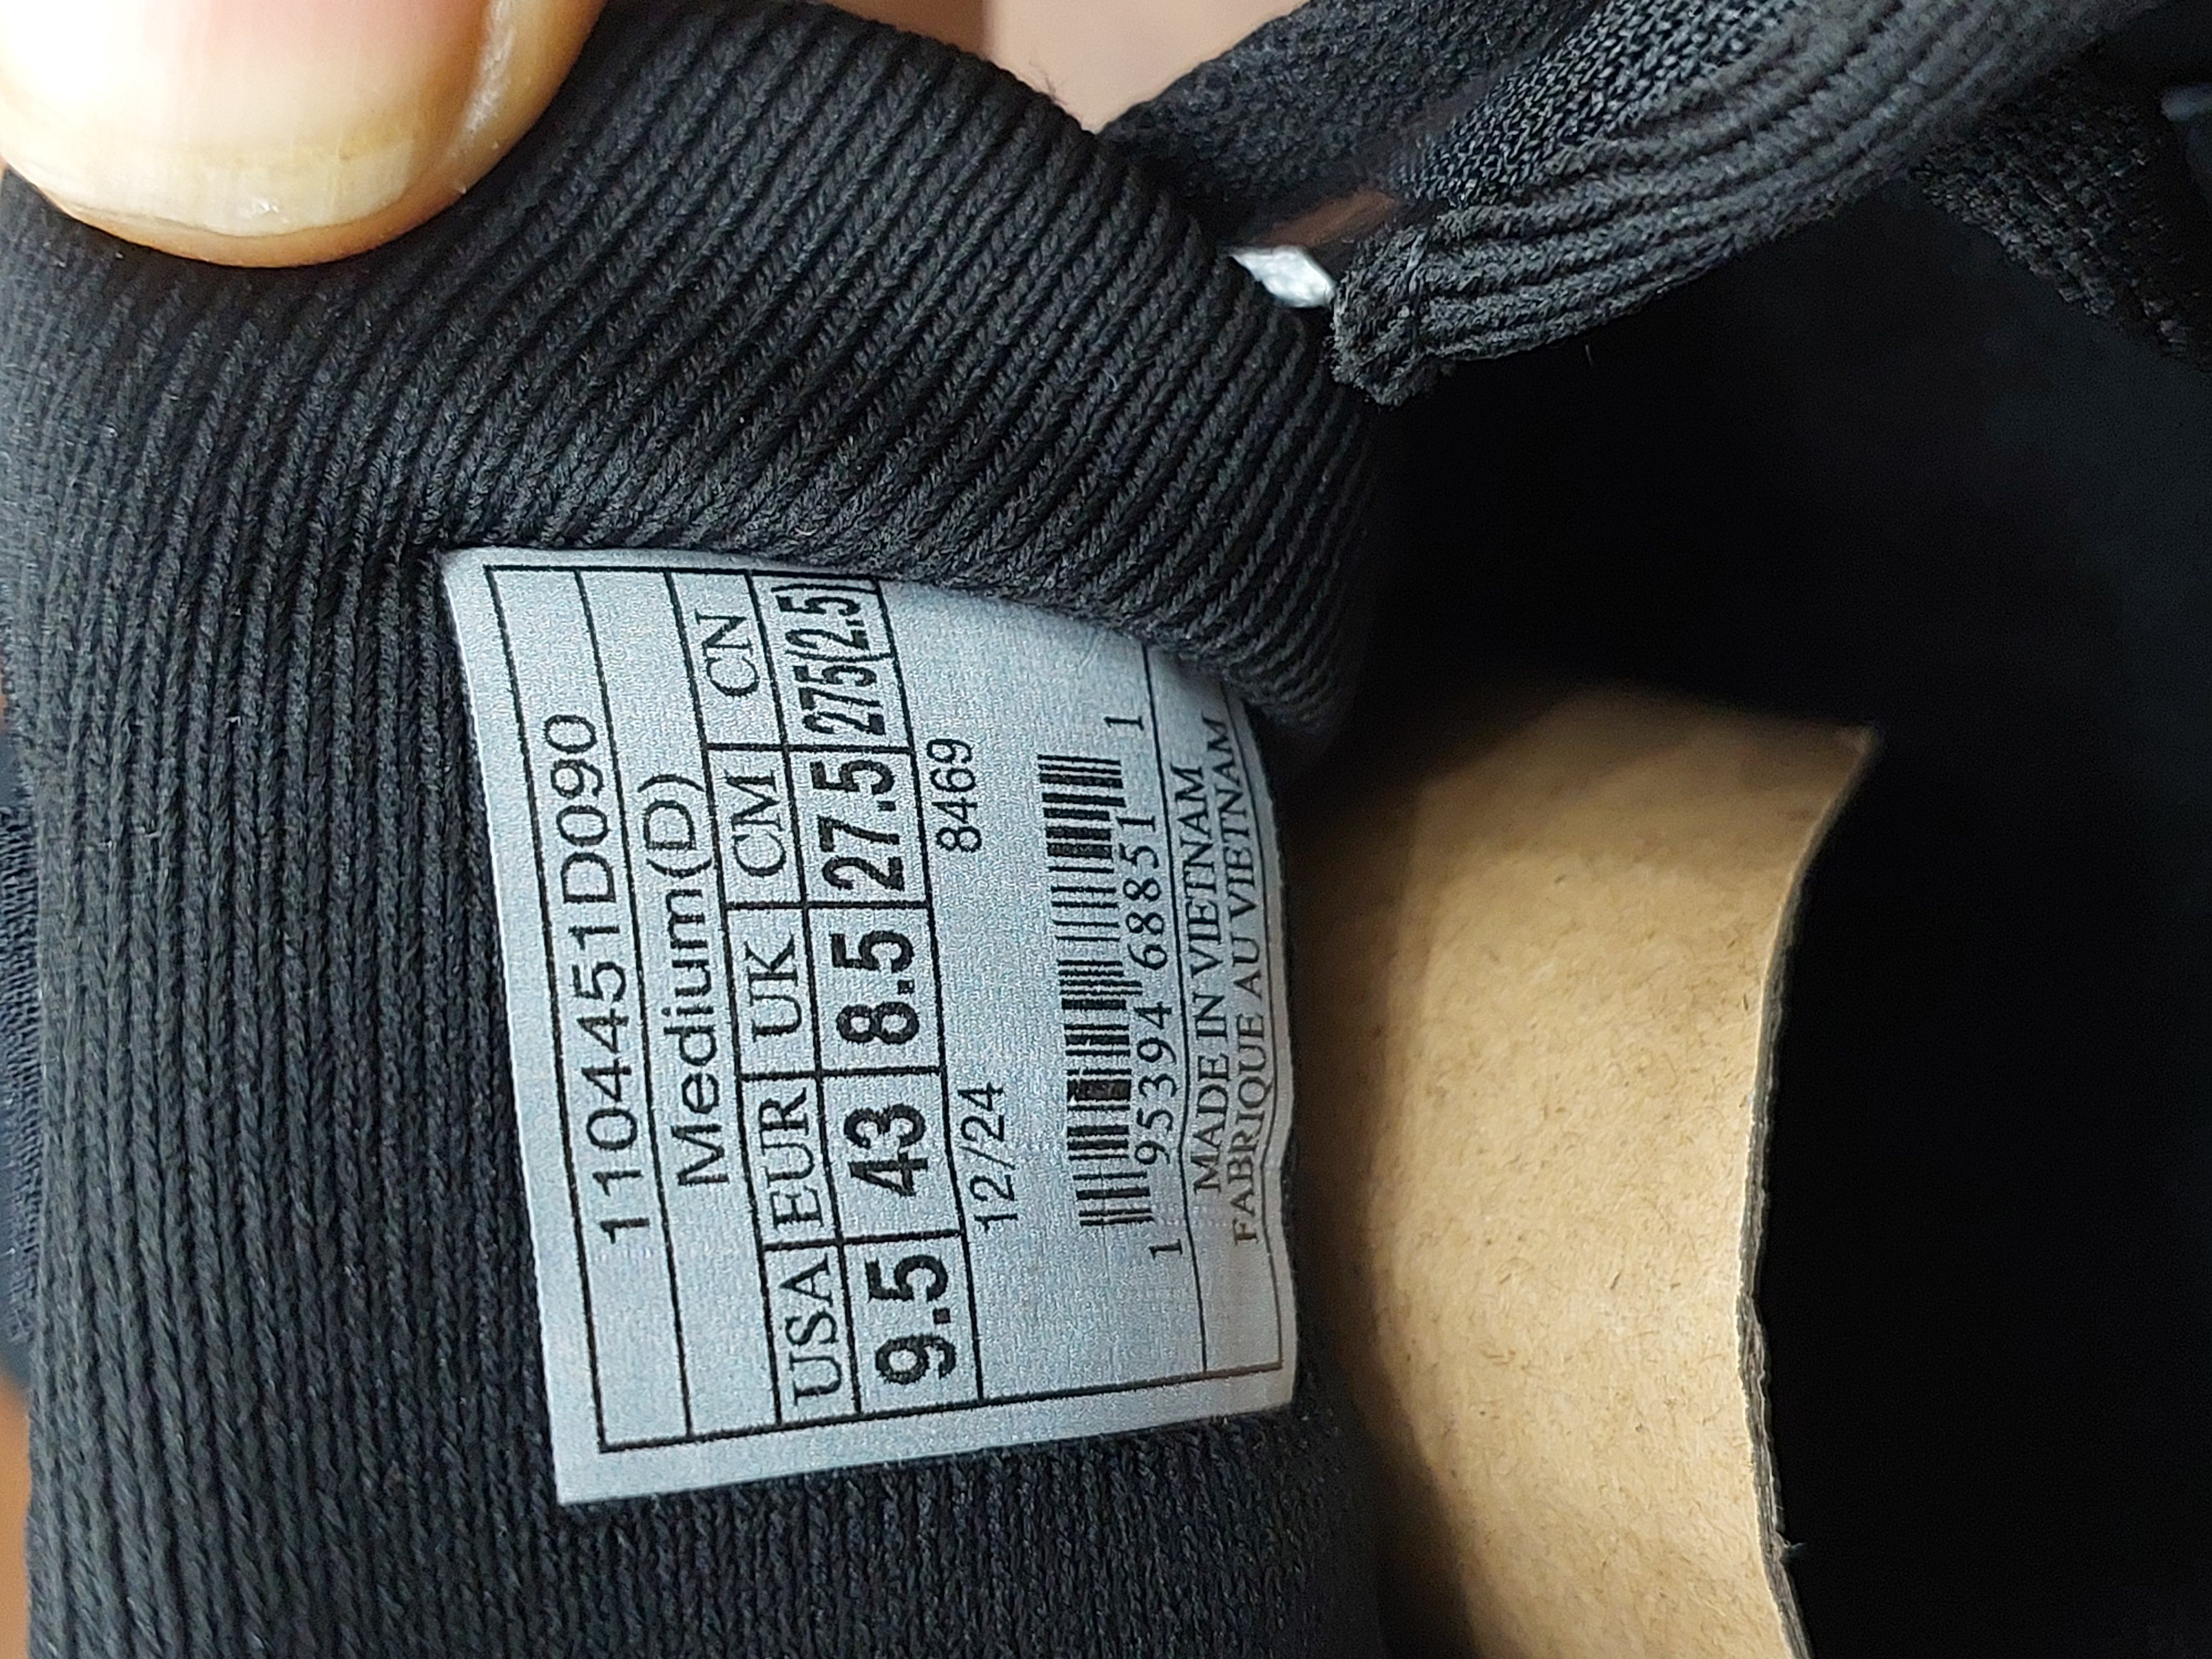 1104451D090
Medium(D)
USA EUR UK CM CN
9.5 43 8.5 27.5 275(2.5)
12/24 8469
1 95394 68851 1
MADE IN VIETNAM
FABRIQUE AU VIETNAM